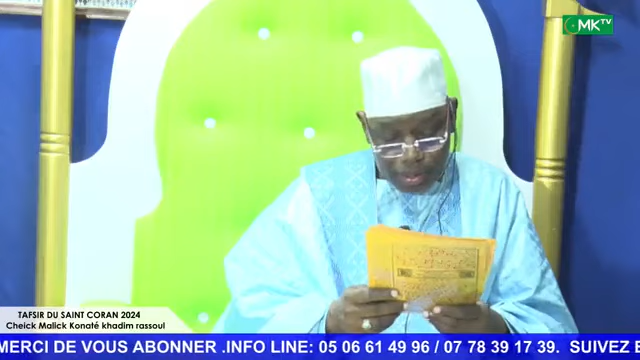 MKTV
TAFSIR DU SAINT CORAN 2024
Cheick Malick Konaté khadim rassoul
MERCI DE VOUS ABONNER .INFO LINE: 05 06 61 49 96 / 07 78 39 17 39. SUIVEZ